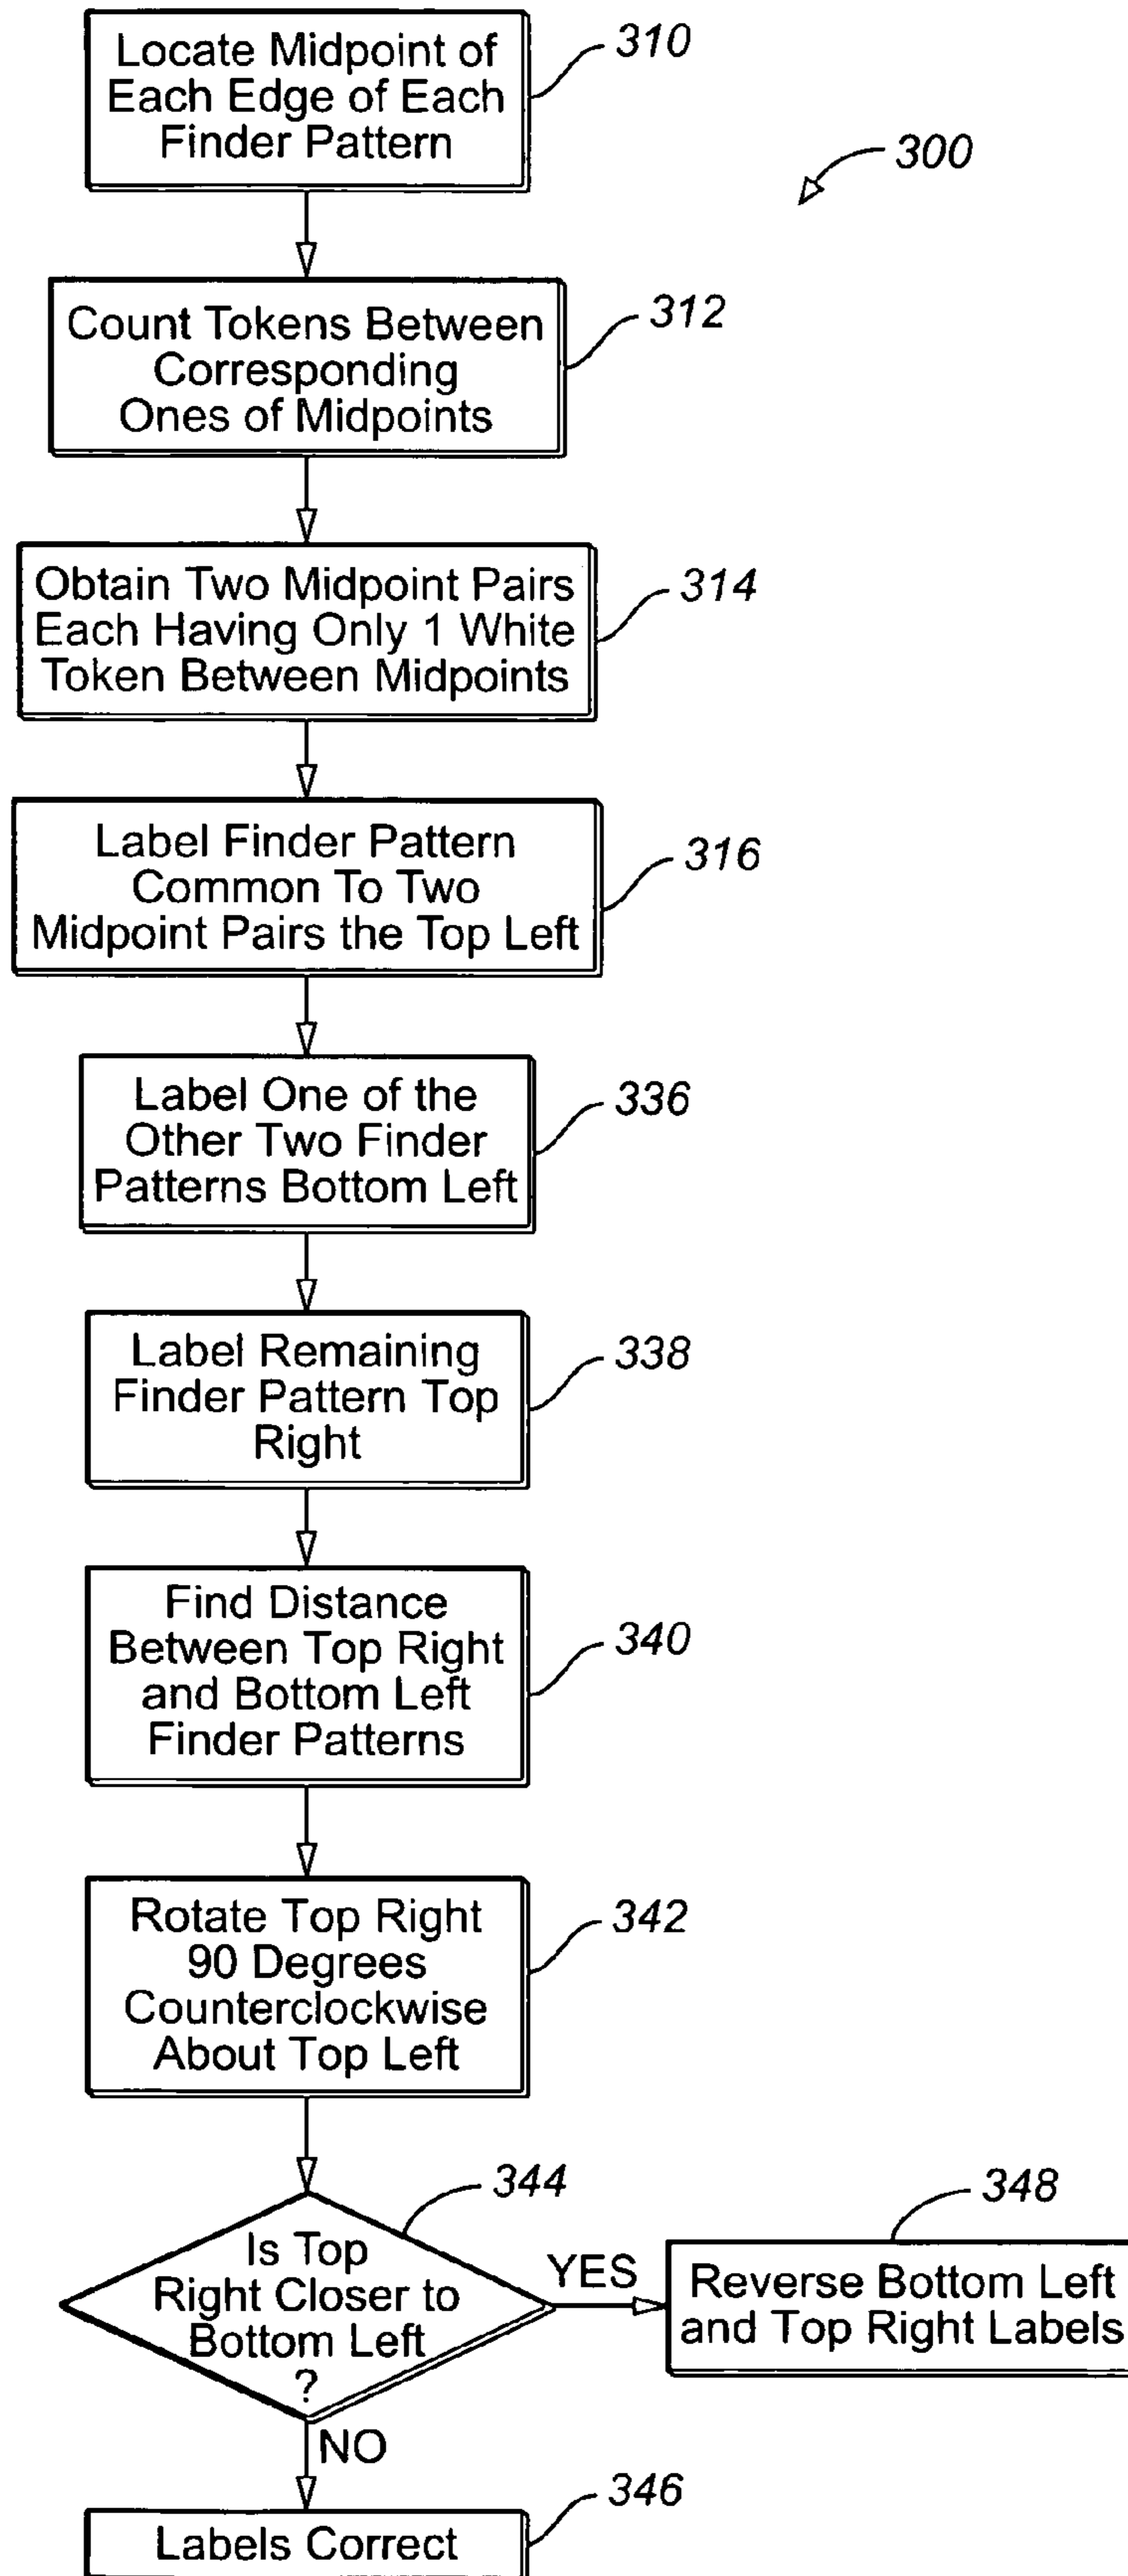 Locate Midpoint of
Each Edge of Each
Finder Pattern
310
300
Count Tokens Between
Corresponding
Ones of Midpoints
312
Obtain Two Midpoint Pairs
Each Having Only 1 White
Token Between Midpoints
314
Label Finder Pattern
Common To Two
Midpoint Pairs the Top Left
316
Label One of the
Other Two Finder
Patterns Bottom Left
336
Label Remaining
Finder Pattern Top
Right
338
Find Distance
Between Top Right
and Bottom Left
Finder Patterns
340
Rotate Top Right
90 Degrees
Counterclockwise
About Top Left
342
Is Top
Right Closer to
Bottom Left
?
344
YES
Reverse Bottom Left
and Top Right Labels
348
NO
Labels Correct
346